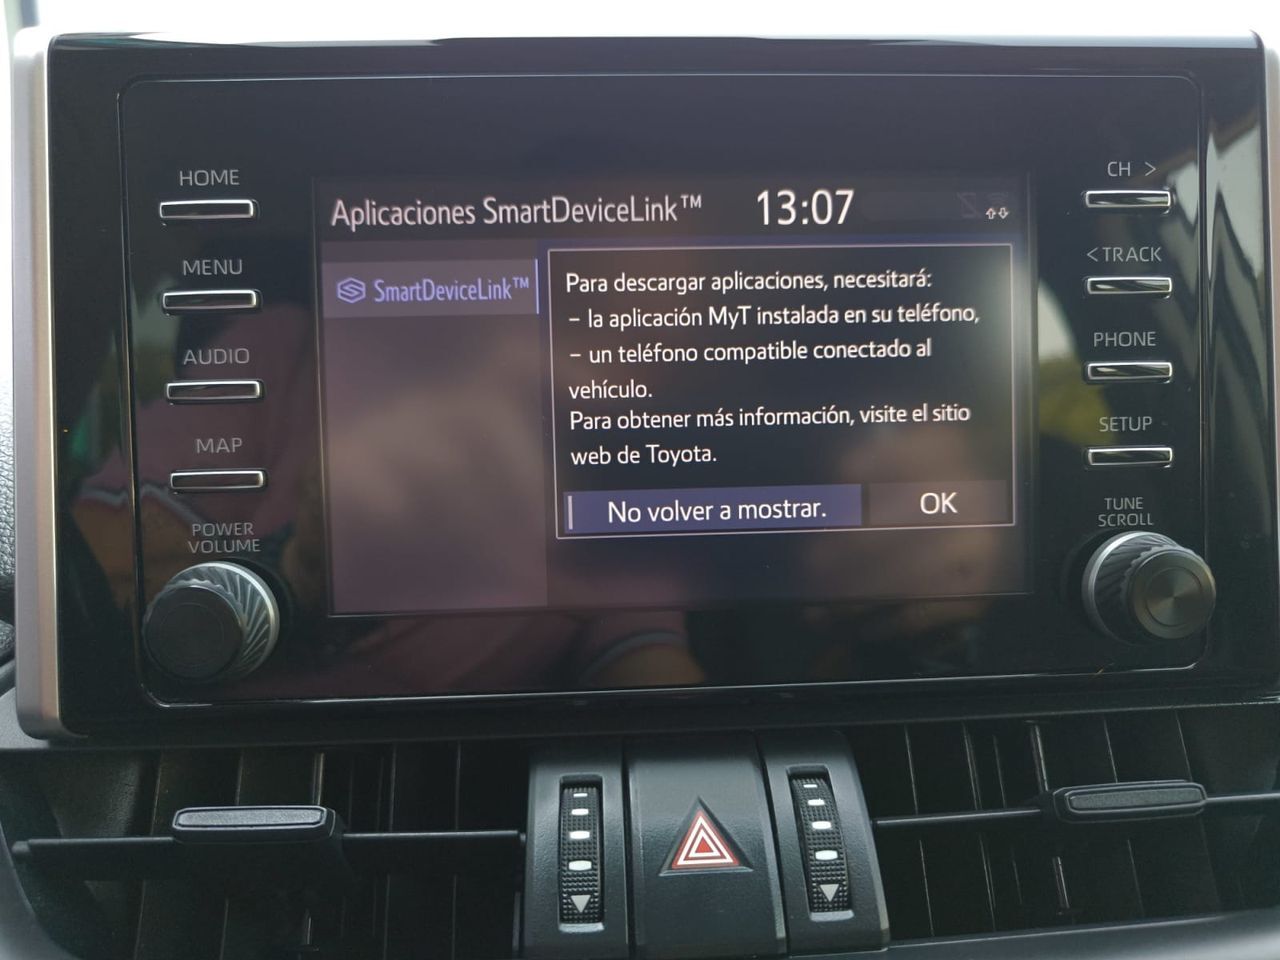 HOME
MENU
AUDIO
MAP
POWER
VOLUME
Aplicaciones SmartDeviceLink™
13:07
SmartDeviceLink™
Para descargar aplicaciones, necesitará:
– la aplicación MyT instalada en su teléfono,
– un teléfono compatible conectado al
vehículo.
Para obtener más información, visite el sitio
web de Toyota.
No volver a mostrar.
OK
CH >
< TRACK
PHONE
SETUP
TUNE
SCROLL